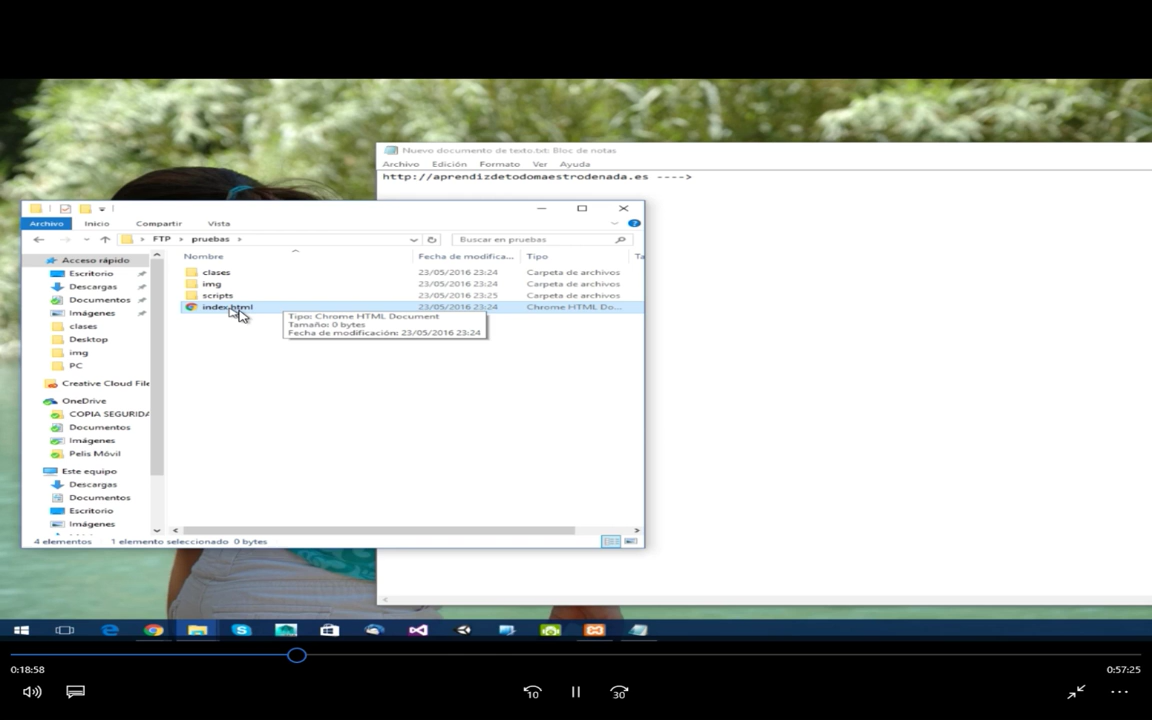 Nuevo documento de texto.txt: Bloc de notas
Archivo Edición Formato Ver Ayuda
http://aprendizdetodomaestrodenada.es ---->
Archivo Inicio Compartir Vista
FTP > pruebas >
Buscar en pruebas
Nombre Fecha de modifica... Tipo Ta
Acceso rápido
Escritorio
Descargas
Documentos
Imágenes
clases
Desktop
img
PC
Creative Cloud File
OneDrive
COPIA SEGURIDA
Documentos
Imágenes
Pelis Móvil
Este equipo
Descargas
Documentos
Escritorio
Imágenes
clases 23/05/2016 23:24 Carpeta de archivos
img 23/05/2016 23:24 Carpeta de archivos
scripts 23/05/2016 23:25 Carpeta de archivos
index.html 23/05/2016 23:24 Chrome HTML Do...
Tipo: Chrome HTML Document
Tamaño: 0 bytes
Fecha de modificación: 23/05/2016 23:24
4 elementos 1 elemento seleccionado 0 bytes
0:18:58
0:57:25
10
30